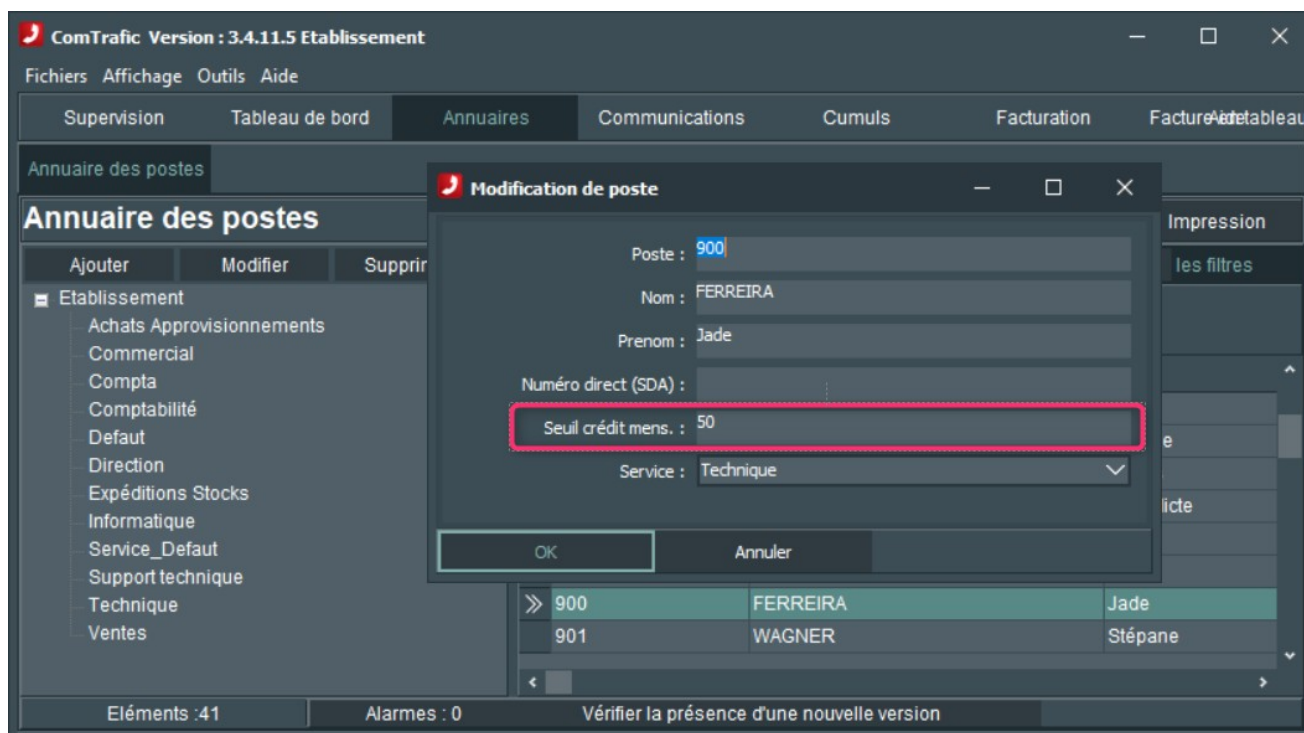 ComTrafic Version : 3.4.11.5 Etablissement
Fichiers Affichage Outils Aide
Supervision Tableau de bord Annuaires Communications Cumuls Facturation
Annuaire des postes
Annuaire des postes
Impression
Ajouter Modifier
les filtres
Etablissement
Achats Approvisionnements
Commercial
Compta
Comptabilité
Defaut
Direction
Expéditions Stocks
Informatique
Service_Defaut
Support technique
Technique
Ventes
Modification de poste
Poste : 900
Nom : FERREIRA
Prenom : Jade
Numéro direct (SDA) :
Seuil crédit mens. : 50
Service : Technique
OK Annuler
900 FERREIRA Jade
901 WAGNER Stépane
Eléments :41 Alarmes : 0 Vérifier la présence d'une nouvelle version